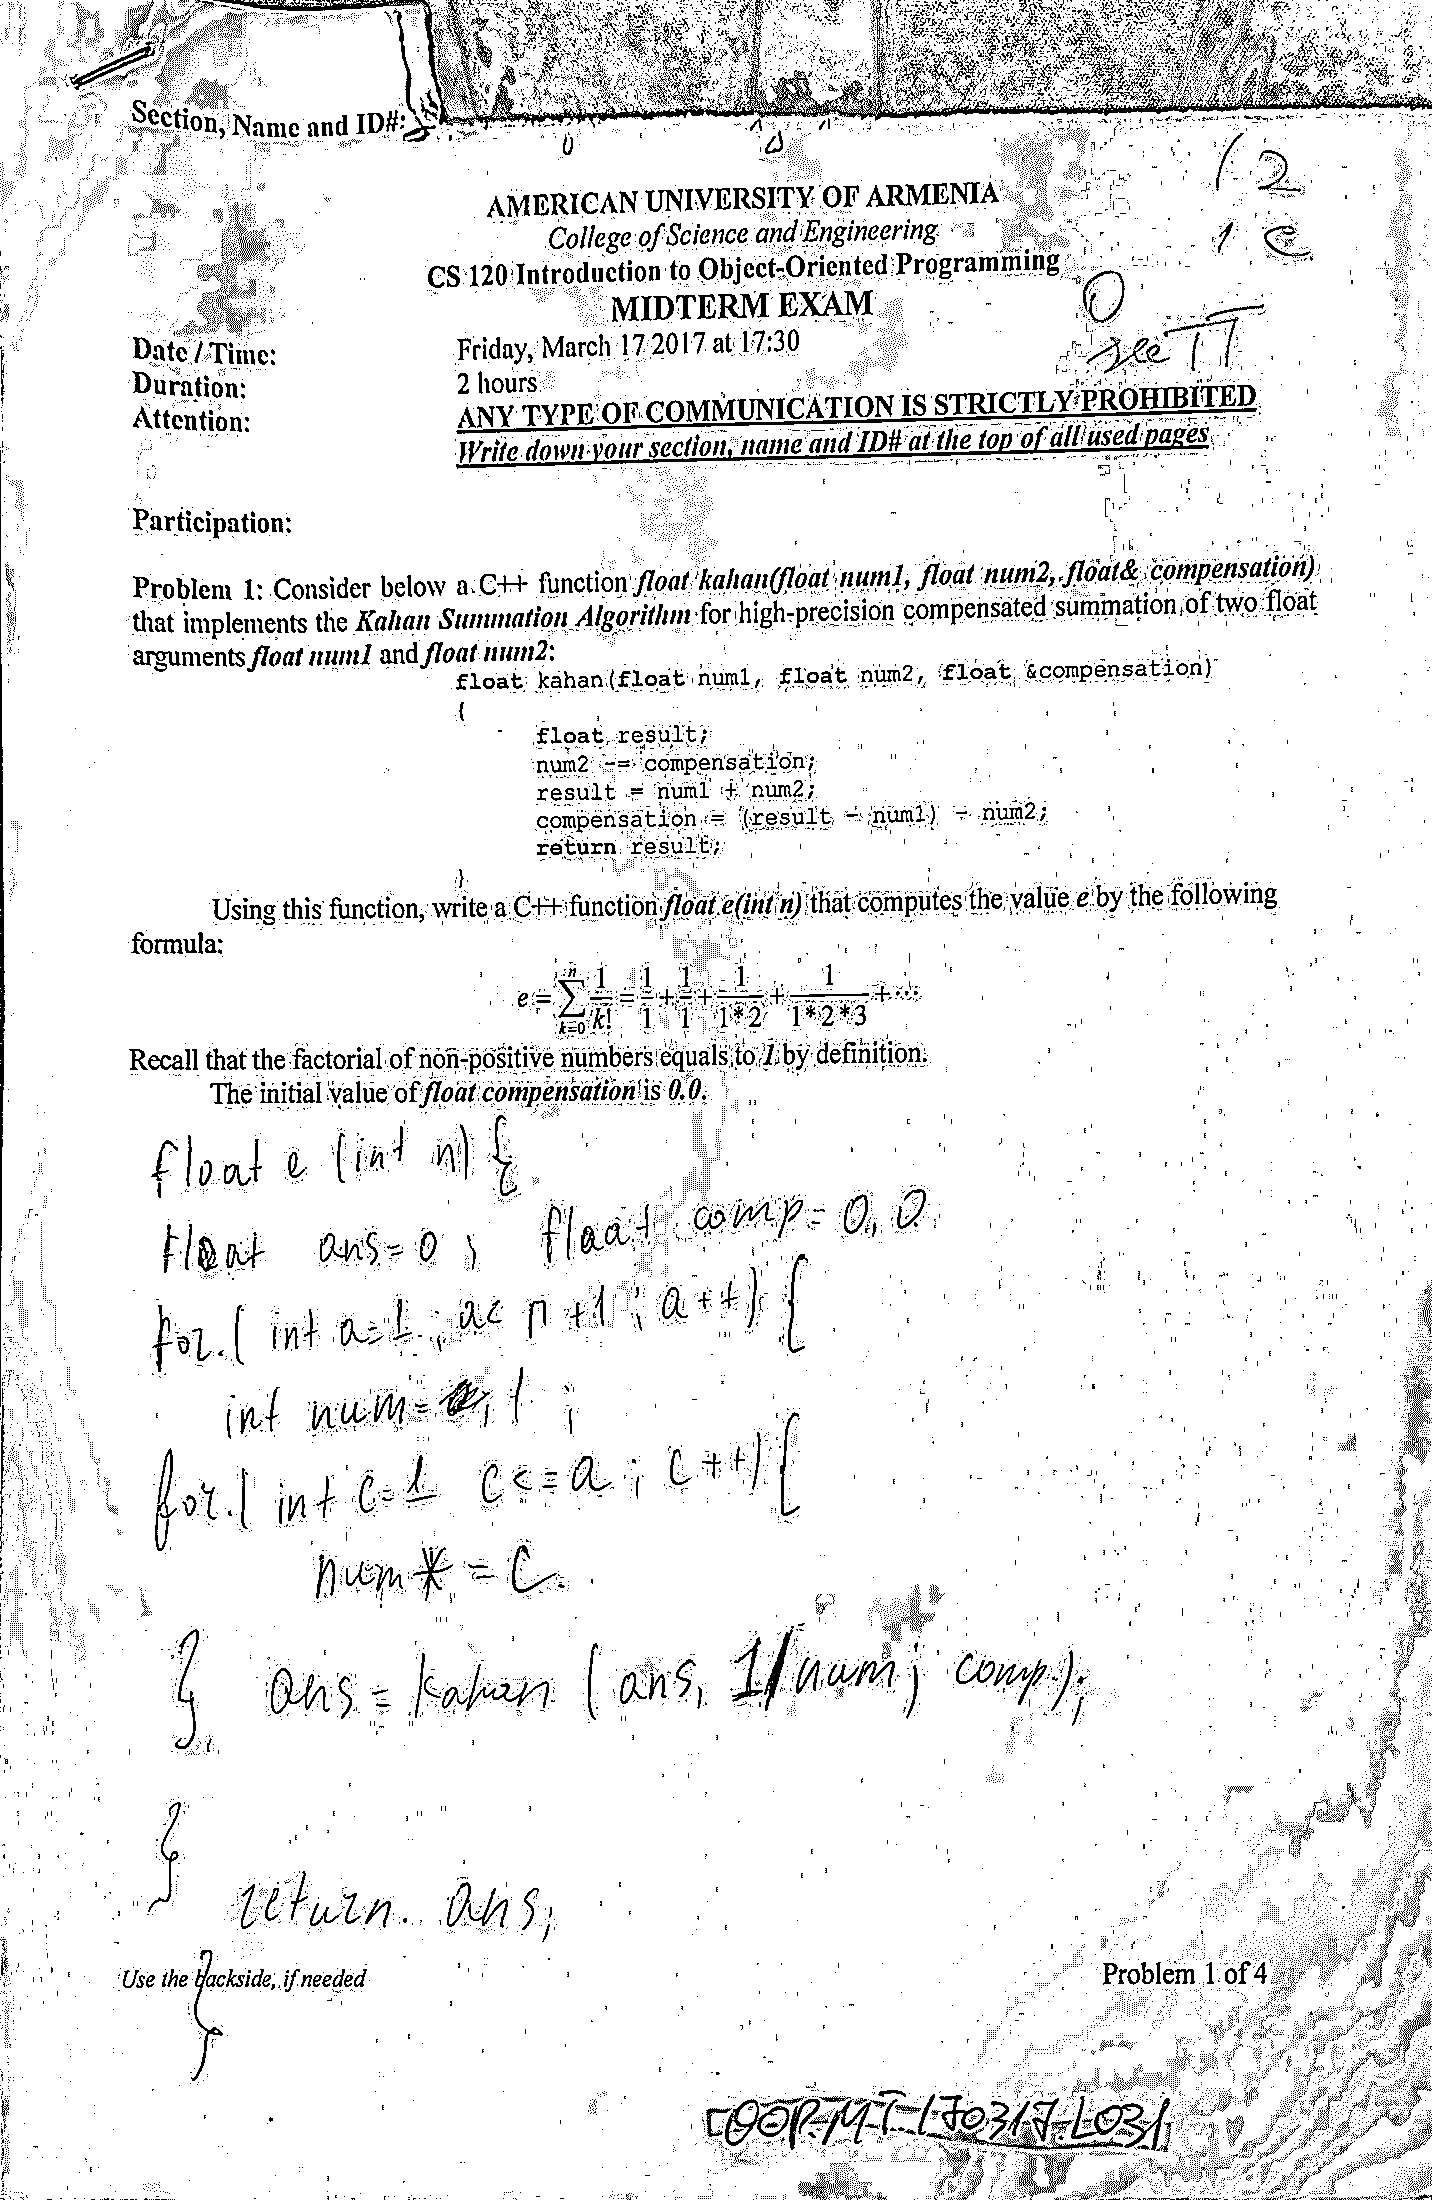 Section, Name and ID#:
AMERICAN UNIVERSITY OF ARMENIA
College of Science and Engineering
CS 120 Introduction to Object-Oriented Programming
MIDTERM EXAM
12
1 c
0
see TT
Date / Time: Friday, March 17 2017 at 17:30
Duration: 2 hours
Attention: ANY TYPE OF COMMUNICATION IS STRICTLY PROHIBITED
Write down your section, name and ID# at the top of all used pages
Participation:
Problem 1: Consider below a C++ function float kahan(float num1, float num2, float& compensation)
that implements the Kahan Summation Algorithm for high-precision compensated summation of two float
arguments float num1 and float num2:
float kahan(float num1, float num2, float &compensation)
{
float result;
num2 -= compensation;
result = num1 + num2;
compensation = (result - num1) - num2;
return result;
}
Using this function, write a C++ function float e(int n) that computes the value e by the following
formula:
e = ∑_{k=0}^{n} 1/k! = 1/1 + 1/1 + 1/1*2 + 1/1*2*3 + ...
Recall that the factorial of non-positive numbers equals to 1 by definition.
The initial value of float compensation is 0.0.
float e (int n) {
float ans=0; float comp=0,0
for.( int a=1; a< n+1; a++) {
int num= 1;
for.( int c=1 c<=a; c++) {
num*=c.
} ans=kahan (ans, 1/num; comp.);
}
return. ans;
Use the backside, if needed
Problem 1 of 4
}
OOP-MT-170317-L031